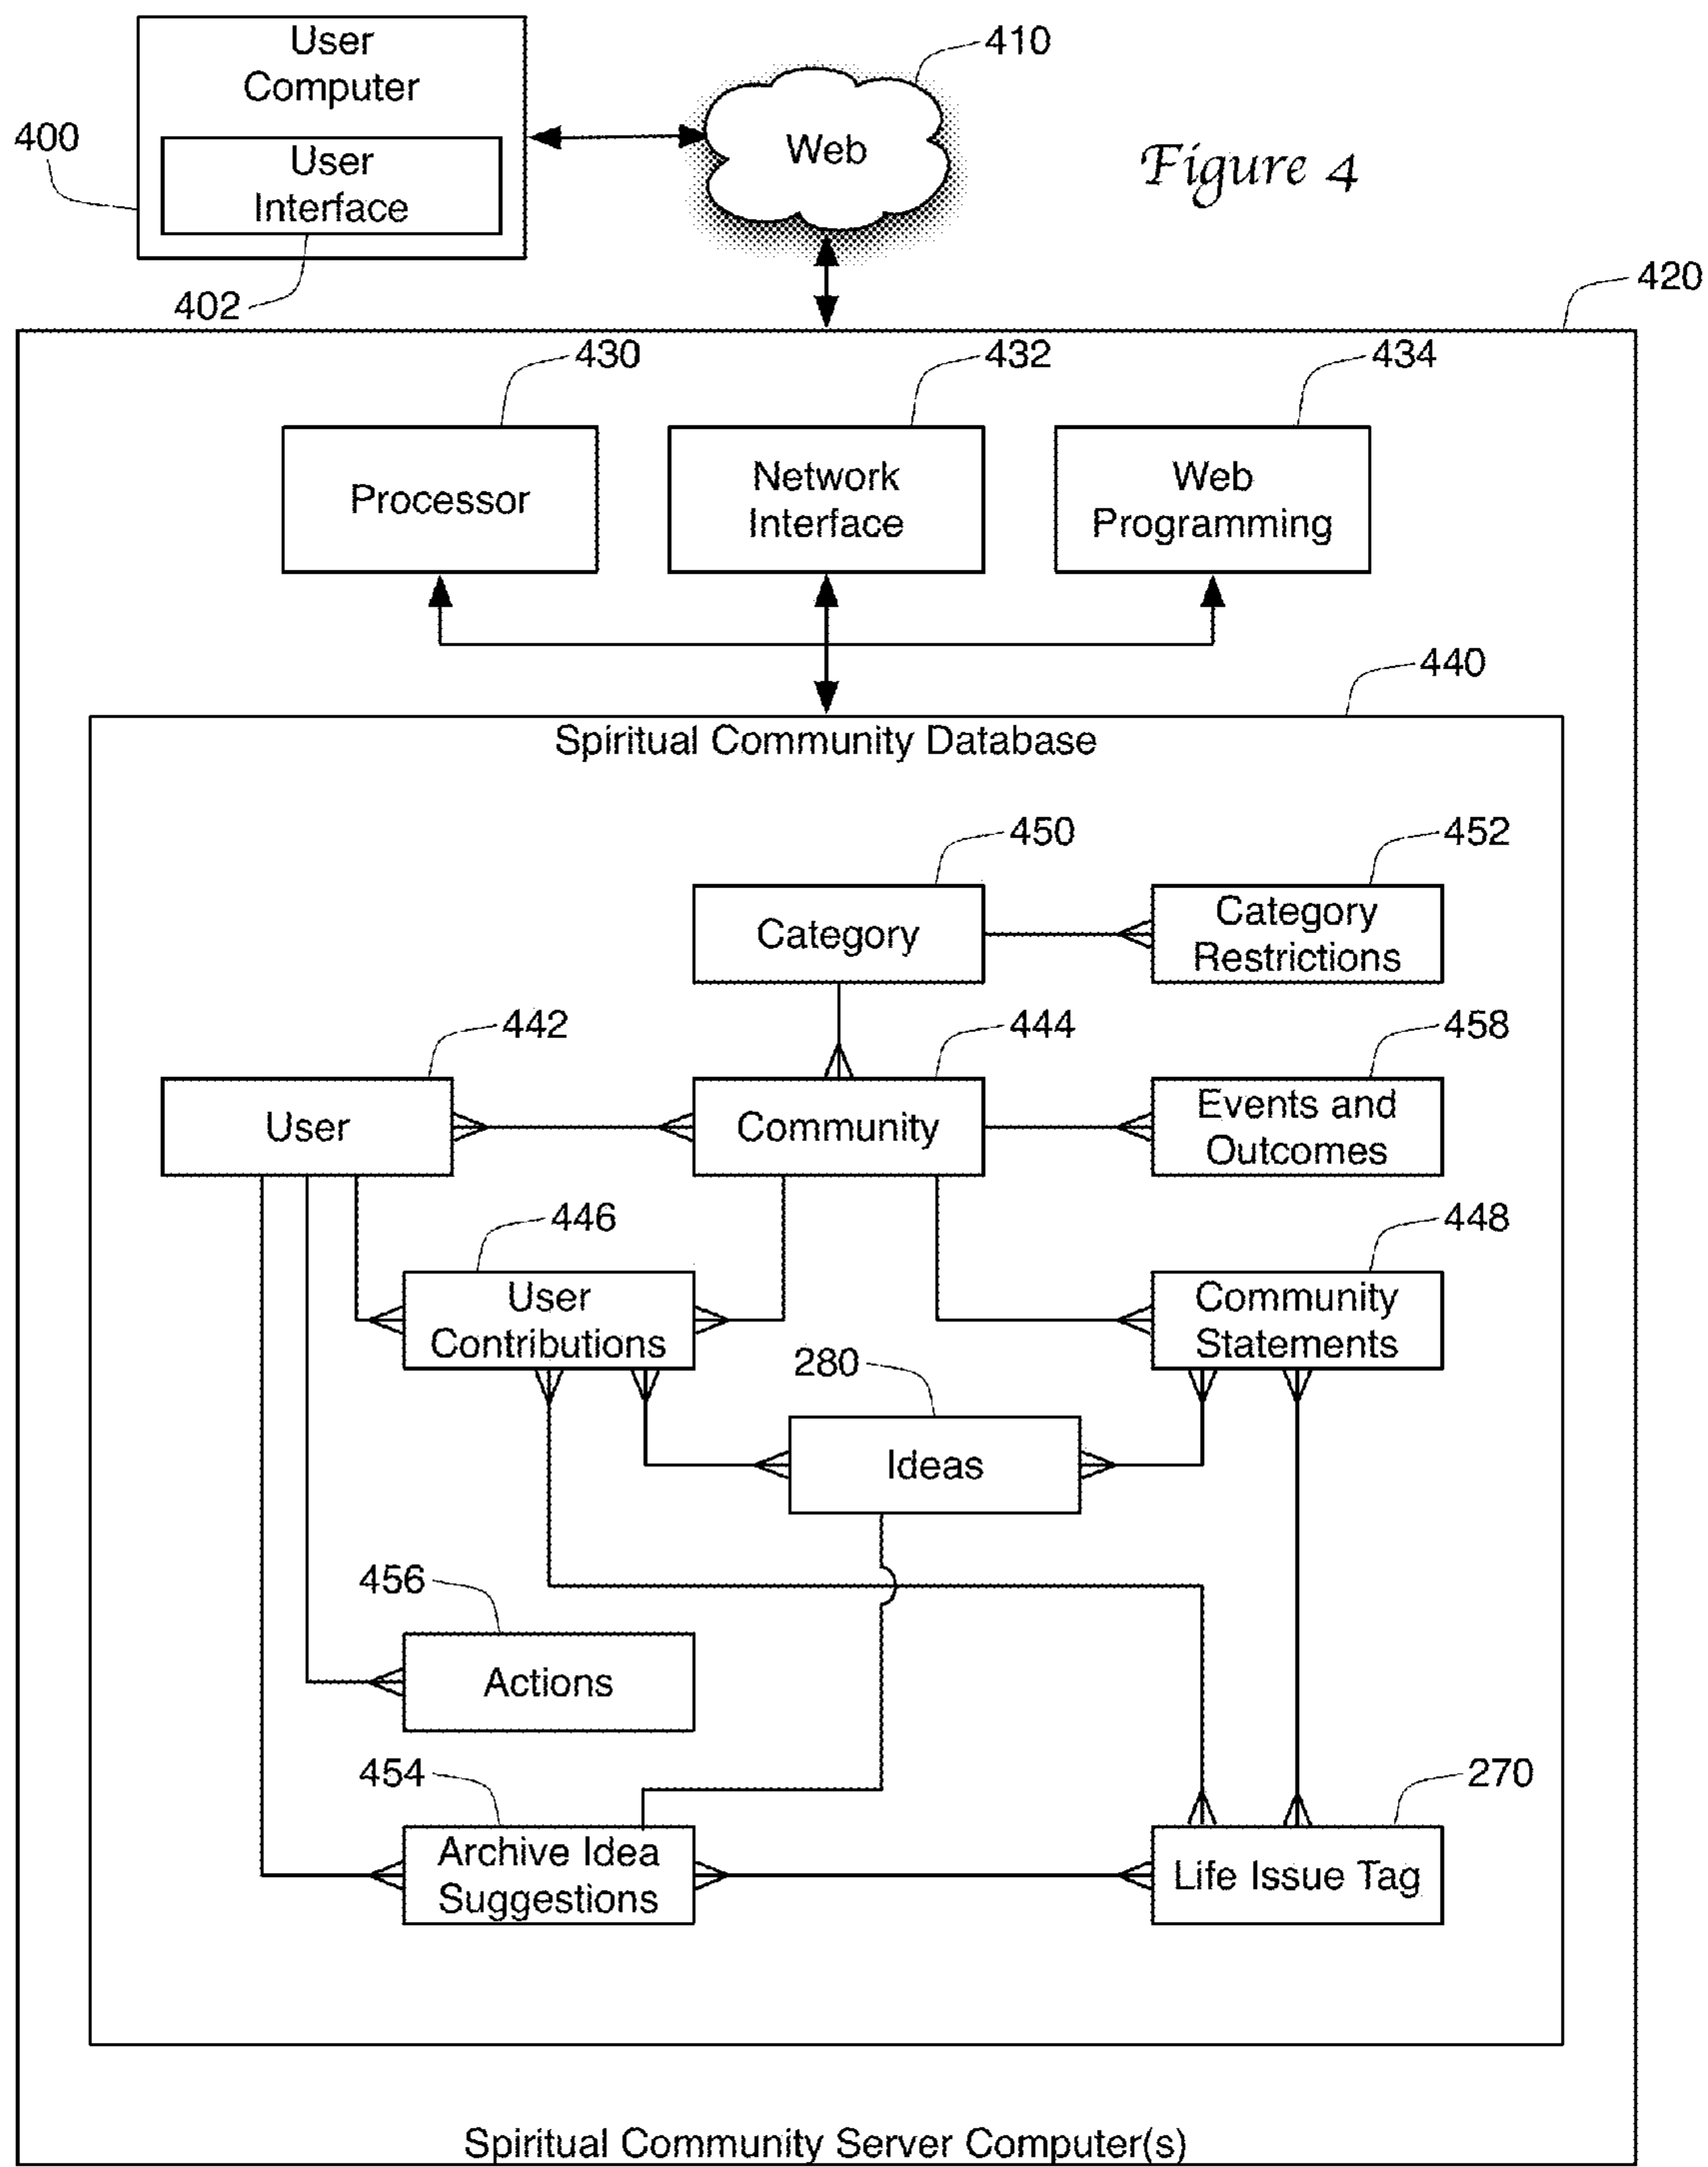 User
Computer
410
400
User
Interface
Web
Figure 4
402
420
430
432
434
Processor
Network
Interface
Web
Programming
440
Spiritual Community Database
450
452
Category
Category
Restrictions
442
444
458
User
Community
Events and
Outcomes
446
448
User
Contributions
Community
Statements
280
Ideas
456
Actions
454
270
Archive Idea
Suggestions
Life Issue Tag
Spiritual Community Server Computer(s)